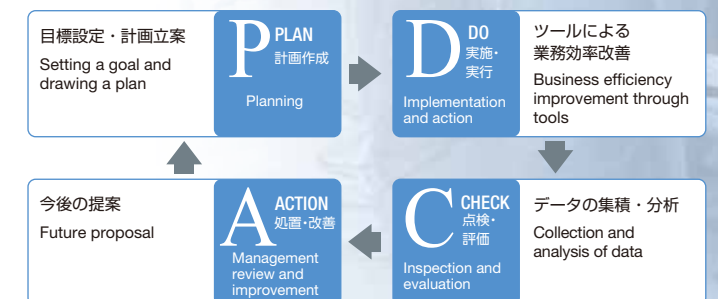 目標設定・計画立案
Setting a goal and
drawing a plan
P
PLAN
計画作成
Planning
D
DO
実施・
実行
Implementation
and action
ツールによる
業務効率改善
Business efficiency
improvement through
tools
今後の提案
Future proposal
A
ACTION
処置・改善
Management
review and
improvement
C
CHECK
点検・
評価
Inspection and
evaluation
データの集積・分析
Collection and
analysis of data